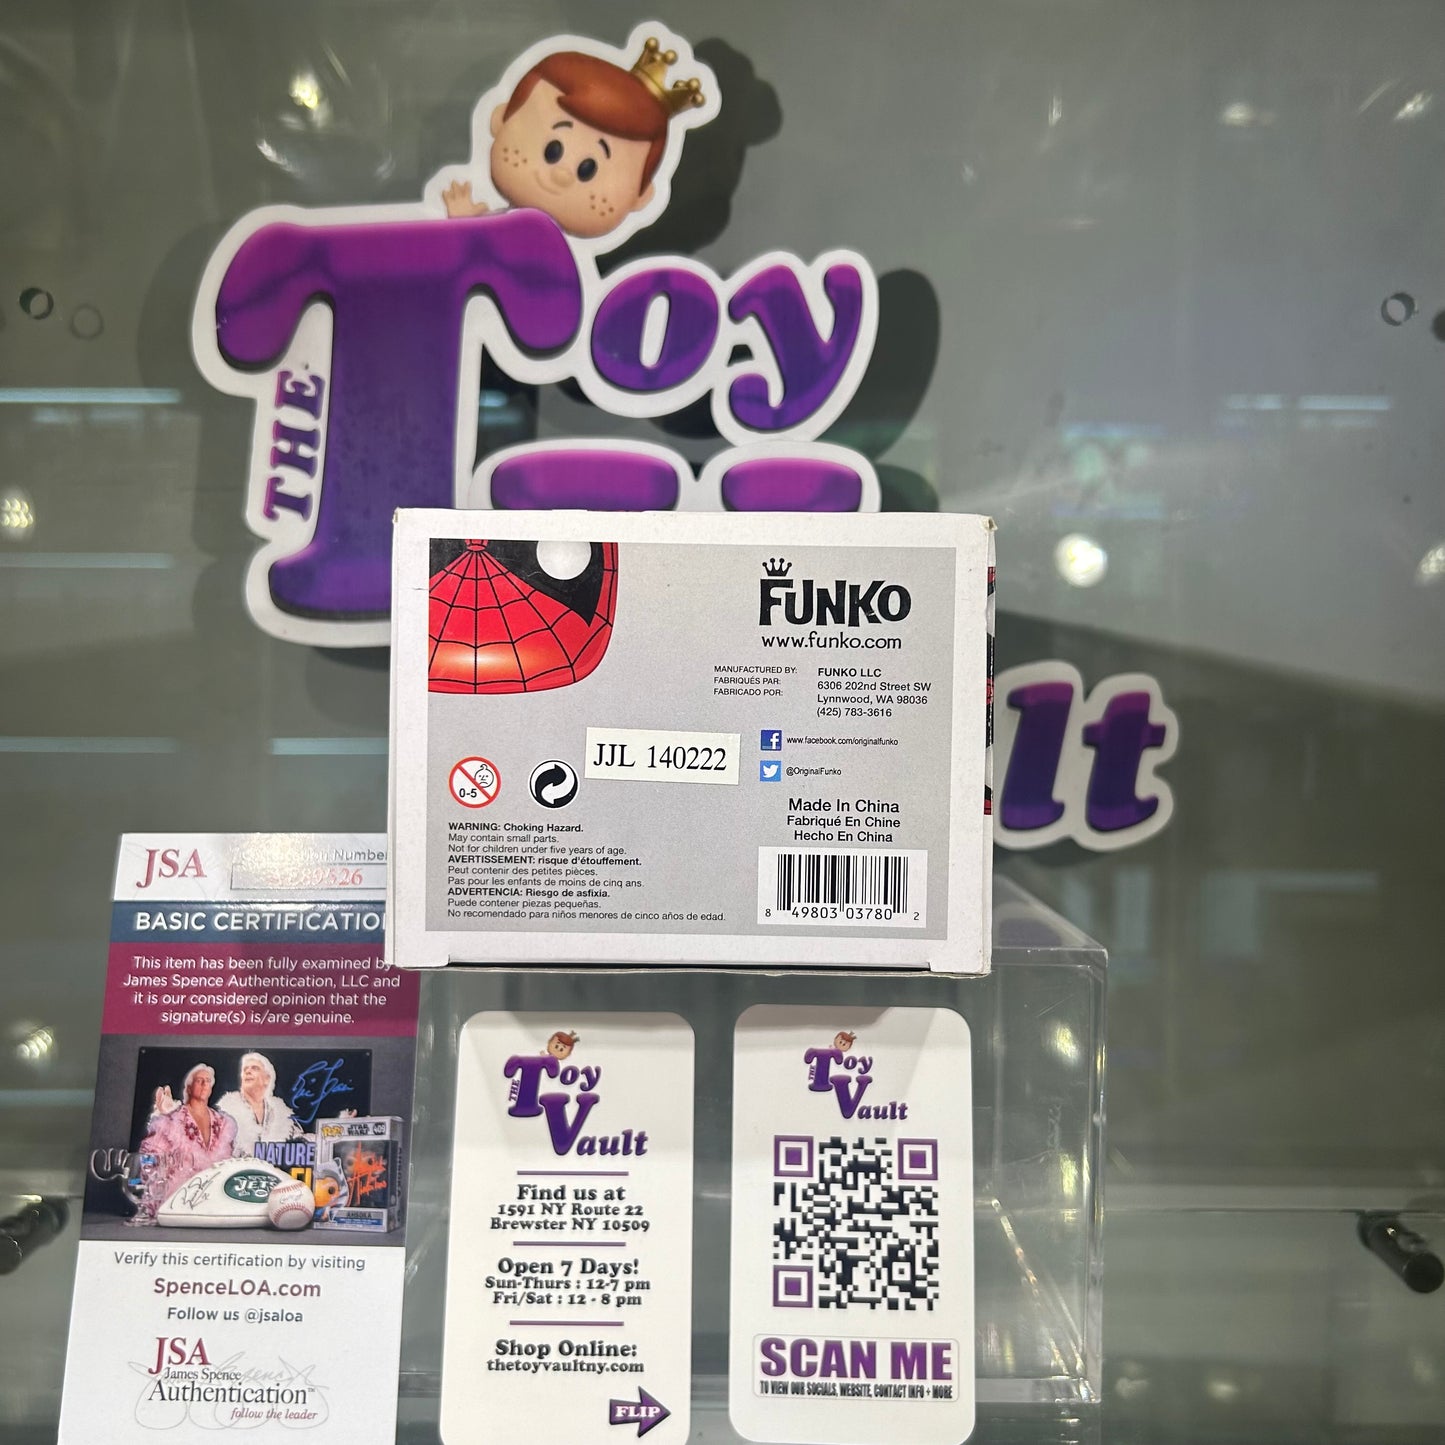 THE
Toy
lt
FUNKO
www.funko.com
MANUFACTURED BY:
FABRIQUÉS PAR:
FABRICADO POR:
FUNKO LLC
6306 202nd Street SW
Lynnwood, WA 98036
(425) 783-3616
www.facebook.com/originalfunko
@OriginalFunko
JJL 140222
0-5
Made In China
Fabriqué En Chine
Hecho En China
WARNING: Choking Hazard.
May contain small parts.
Not for children under five years of age.
AVERTISSEMENT: risque d'étouffement.
Peut contenir des petites pièces.
Pas pour les enfants de moins de cinq ans.
ADVERTENCIA: Riesgo de asfixia.
Puede contener piezas pequeñas.
No recomendado para niños menores de cinco años de edad.
8 49803 03780 2
JSA
Number
BASIC CERTIFICATIO
This item has been fully examined by
James Spence Authentication, LLC and
it is our considered opinion that the
signature(s) is/are genuine.
NATURE
STAR WARS
JETS
AHSOKA
Verify this certification by visiting
SpenceLOA.com
Follow us @jsaloa
JSA
James Spence
Authentication™
follow the leader
THE
Toy
Vault
Find us at
1591 NY Route 22
Brewster NY 10509
Open 7 Days!
Sun-Thurs : 12-7 pm
Fri/Sat : 12 - 8 pm
Shop Online:
thetoyvaultny.com
FLIP
THE
Toy
Vault
SCAN ME
TO VIEW OUR SOCIALS, WEBSITE, CONTACT INFO + MORE